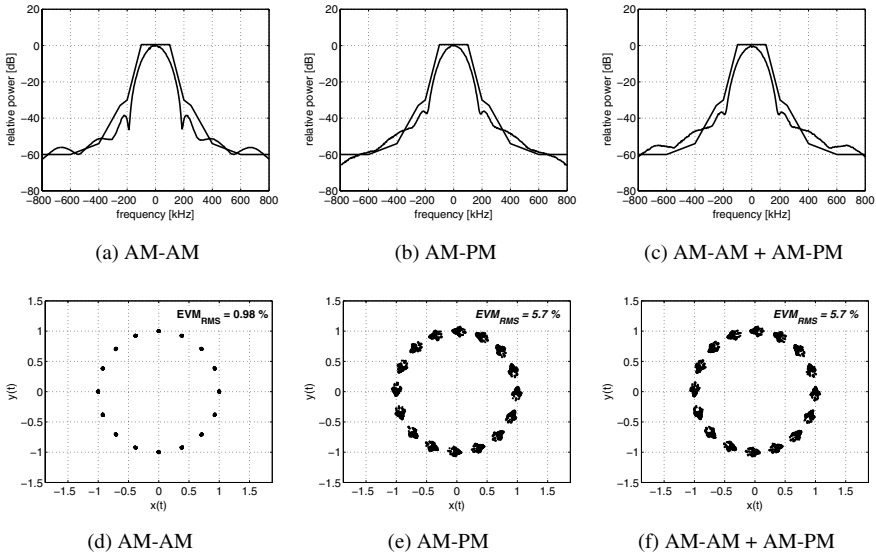 20
0
−20
−40
−60
−80
−800 −600 −400 −200 0 200 400 600 800
relative power [dB]
frequency [kHz]
(a) AM-AM
20
0
−20
−40
−60
−80
−800 −600 −400 −200 0 200 400 600 800
relative power [dB]
frequency [kHz]
(b) AM-PM
20
0
−20
−40
−60
−80
−800 −600 −400 −200 0 200 400 600 800
relative power [dB]
frequency [kHz]
(c) AM-AM + AM-PM
1.5
1
0.5
0
−0.5
−1
−1.5
−1.5 −1 −0.5 0 0.5 1 1.5
EVM_RMS = 0.98 %
y(t)
x(t)
(d) AM-AM
1.5
1
0.5
0
−0.5
−1
−1.5
−1.5 −1 −0.5 0 0.5 1 1.5
EVM_RMS = 5.7 %
y(t)
x(t)
(e) AM-PM
1.5
1
0.5
0
−0.5
−1
−1.5
−1.5 −1 −0.5 0 0.5 1 1.5
EVM_RMS = 5.7 %
y(t)
x(t)
(f) AM-AM + AM-PM